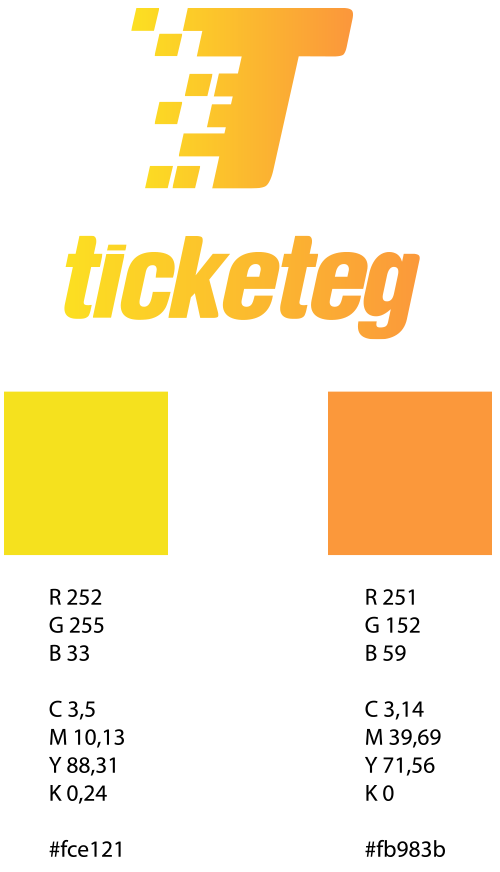 T
ticketeg
R 252
G 255
B 33
C 3,5
M 10,13
Y 88,31
K 0,24
#fce121
R 251
G 152
B 59
C 3,14
M 39,69
Y 71,56
K 0
#fb983b